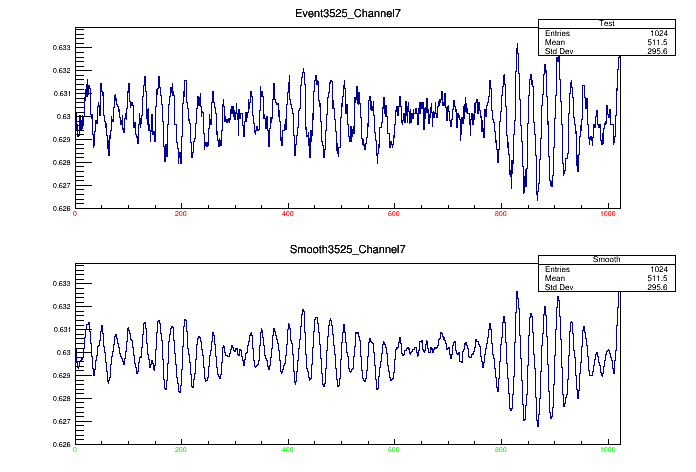 Event3525_Channel7
Test
Entries 1024
Mean 511.5
Std Dev 295.6
0.633
0.632
0.631
0.63
0.629
0.628
0.627
0.626
0 200 400 600 800 1000
Smooth3525_Channel7
Smooth
Entries 1024
Mean 511.5
Std Dev 295.6
0.633
0.632
0.631
0.63
0.629
0.628
0.627
0.626
0 200 400 600 800 1000